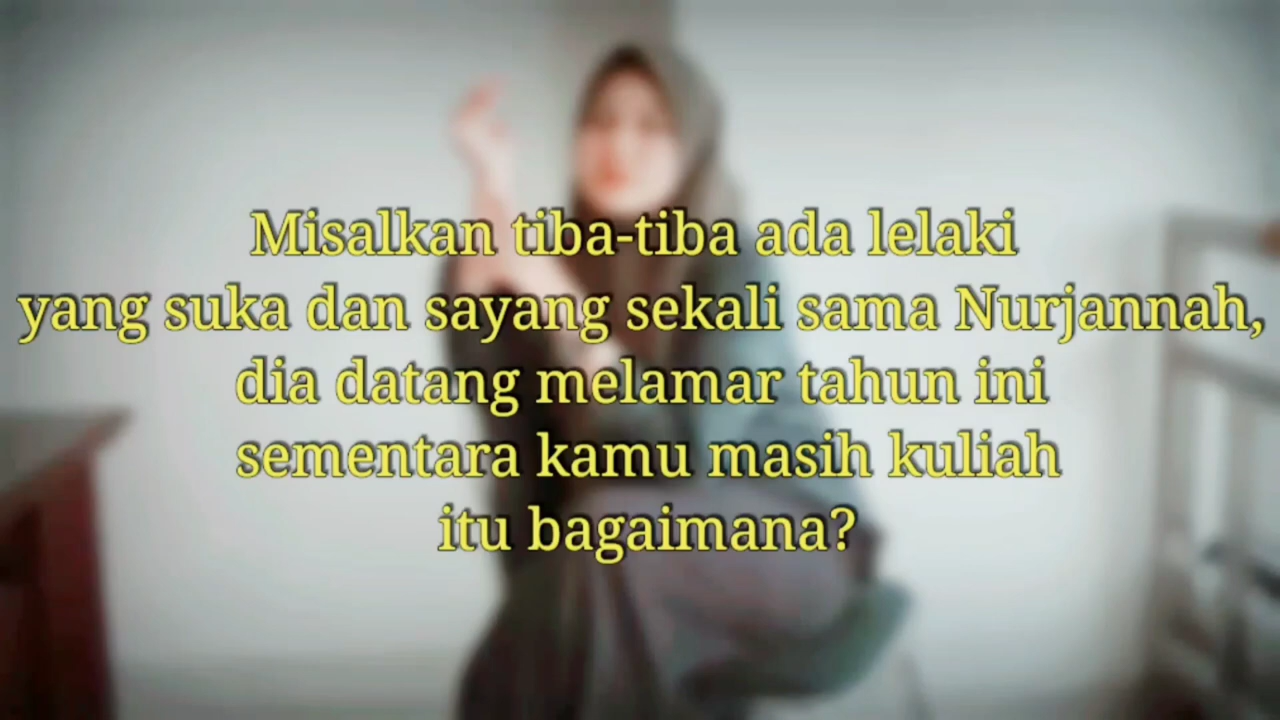 Misalkan tiba-tiba ada lelaki
yang suka dan sayang sekali sama Nurjannah,
dia datang melamar tahun ini
sementara kamu masih kuliah
itu bagaimana?